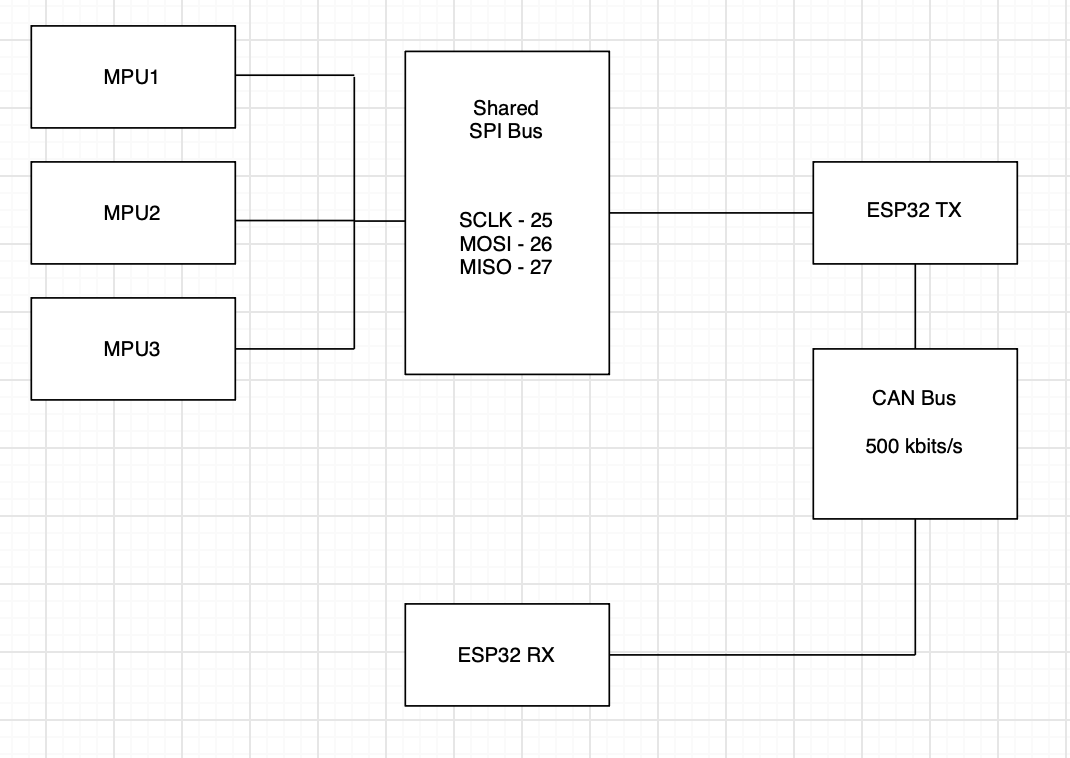 MPU1
MPU2
MPU3
Shared
SPI Bus
SCLK - 25
MOSI - 26
MISO - 27
ESP32 TX
CAN Bus
500 kbits/s
ESP32 RX